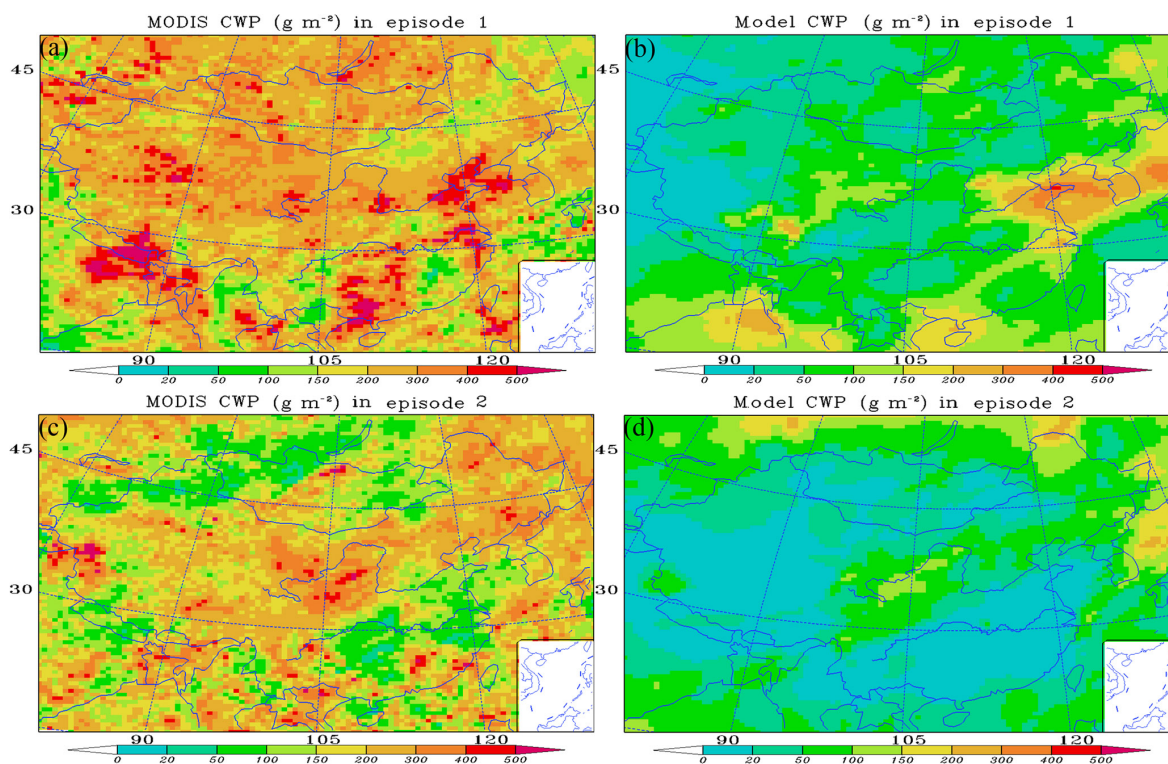 MODIS CWP (g m⁻²) in episode 1
(a)
45
30
90 105 120
0 20 50 100 150 200 300 400 500
Model CWP (g m⁻²) in episode 1
(b)
45
30
90 105 120
0 20 50 100 150 200 300 400 500
MODIS CWP (g m⁻²) in episode 2
(c)
45
30
90 105 120
0 20 50 100 150 200 300 400 500
Model CWP (g m⁻²) in episode 2
(d)
45
30
90 105 120
0 20 50 100 150 200 300 400 500